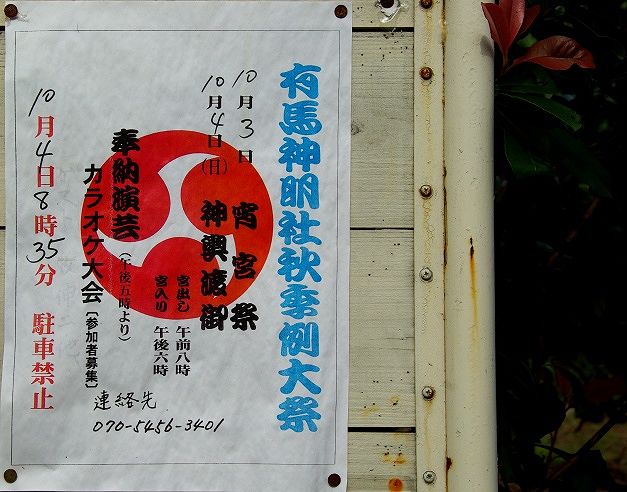 有馬神明社秋季例大祭
10月3日 宵宮祭
10月4日(日) 神輿渡御
宮出し 午前八時
宮入り 午後六時
奉納演芸 (午後五時より)
カラオケ大会 [参加者募集]
連絡先
070-5456-3401
10月4日8時35分 駐車禁止